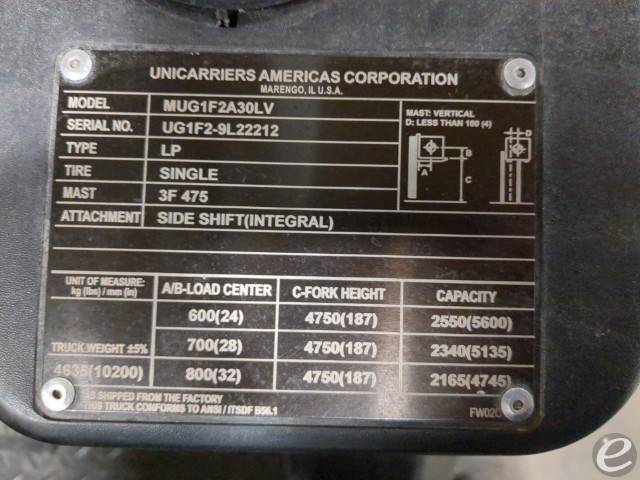 UNICARRIERS AMERICAS CORPORATION
MARENGO, IL U.S.A.
MODEL MUG1F2A30LV
SERIAL NO. UG1F2-9L22212
TYPE LP
TIRE SINGLE
MAST 3F 475
ATTACHMENT SIDE SHIFT(INTEGRAL)
MAST: VERTICAL
D: LESS THAN 100 (4)
D
B
A
C
UNIT OF MEASURE:
kg (lbs) / mm (in)
A/B-LOAD CENTER C-FORK HEIGHT CAPACITY
600(24) 4750(187) 2550(5600)
TRUCK WEIGHT ±5% 700(28) 4750(187) 2340(5135)
4635(10200) 800(32) 4750(187) 2165(4745)
AS SHIPPED FROM THE FACTORY
THIS TRUCK CONFORMS TO ANSI / ITSDF B56.1
e